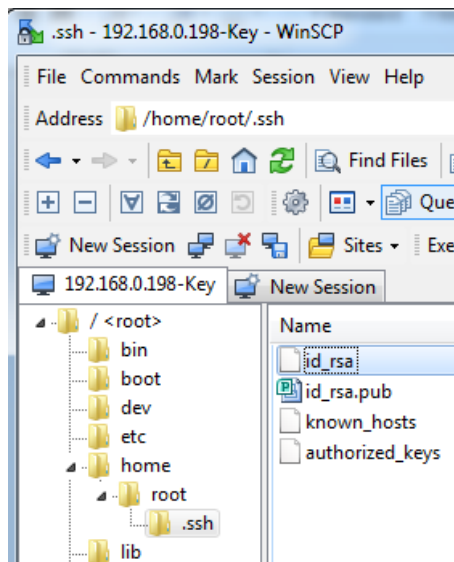 .ssh - 192.168.0.198-Key - WinSCP
File Commands Mark Session View Help
Address /home/root/.ssh
Find Files
Que
New Session Sites Exe
192.168.0.198-Key New Session
/ <root>
bin
boot
dev
etc
home
root
.ssh
lib
Name
id_rsa
id_rsa.pub
known_hosts
authorized_keys